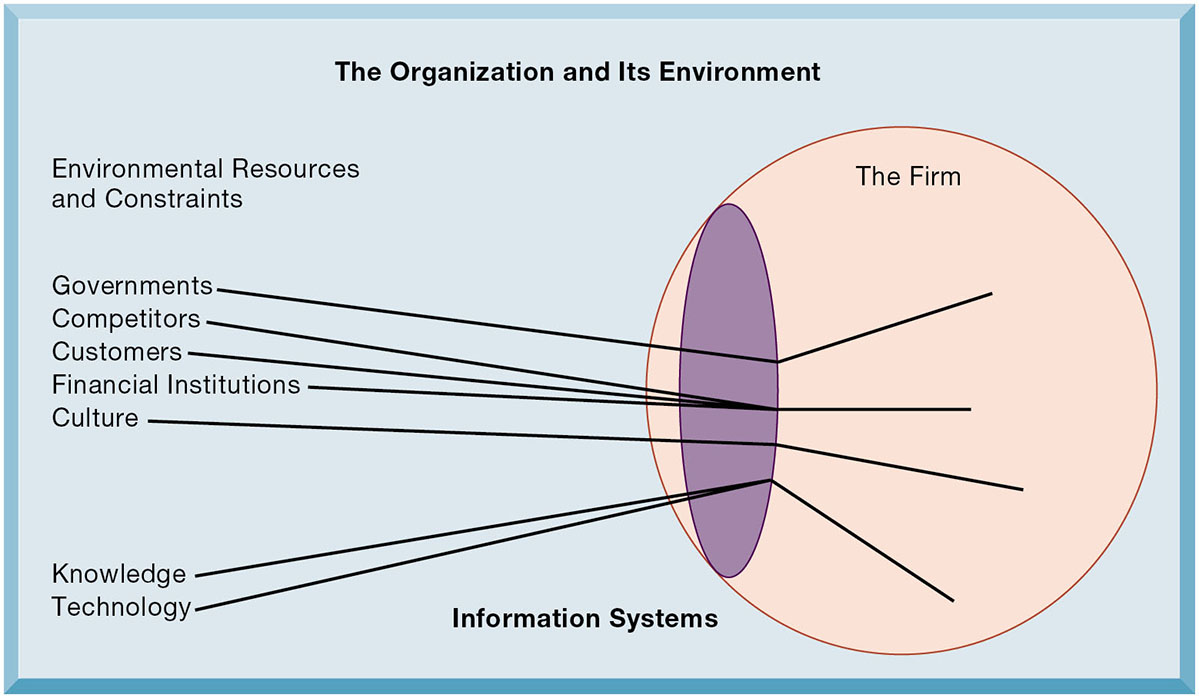 The Organization and Its Environment
Environmental Resources
and Constraints
The Firm
Governments
Competitors
Customers
Financial Institutions
Culture
Knowledge
Technology
Information Systems